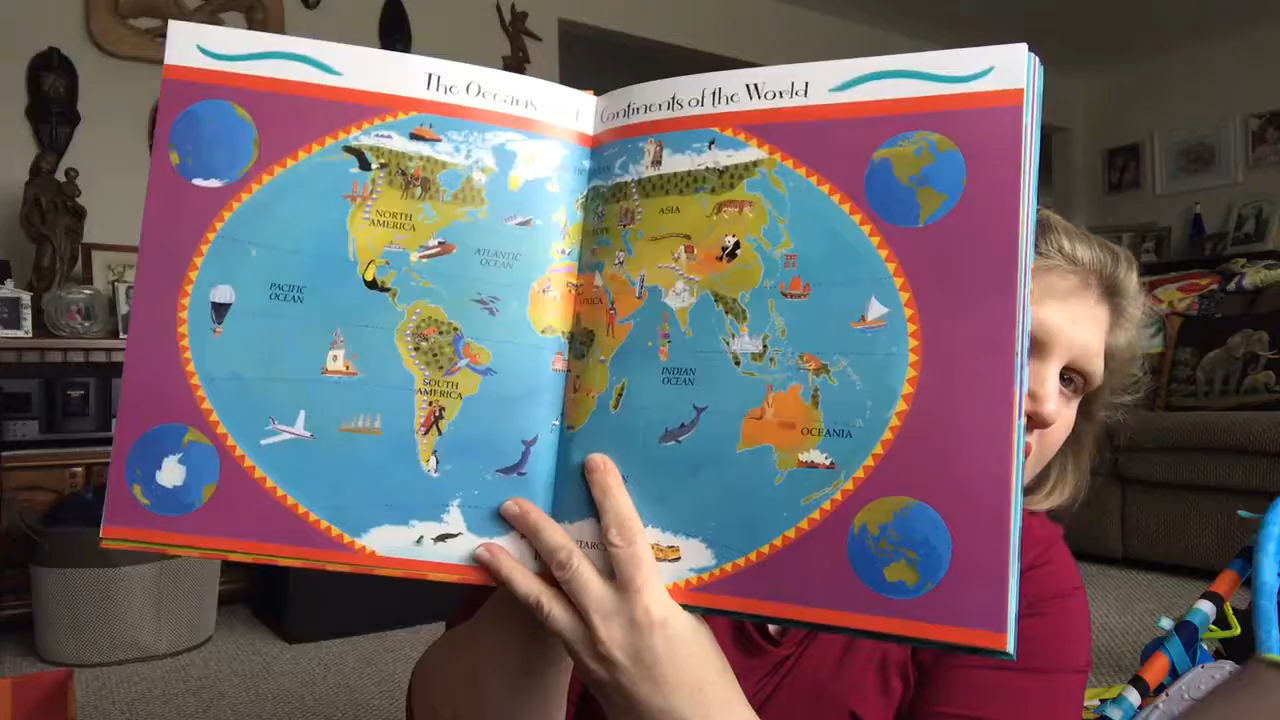 The Oceans
Continents of the World
NORTH
AMERICA
ATLANTIC
OCEAN
PACIFIC
OCEAN
SOUTH
AMERICA
ASIA
INDIAN
OCEAN
OCEANIA